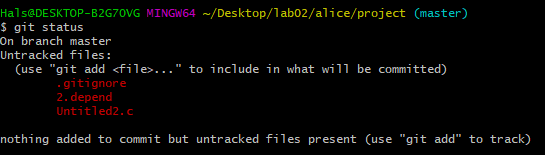 Hals@DESKTOP-B2G7OVG MINGW64 ~/Desktop/lab02/alice/project (master)
$ git status
On branch master
Untracked files:
  (use "git add <file>..." to include in what will be committed)
        .gitignore
        2.depend
        Untitled2.c
nothing added to commit but untracked files present (use "git add" to track)